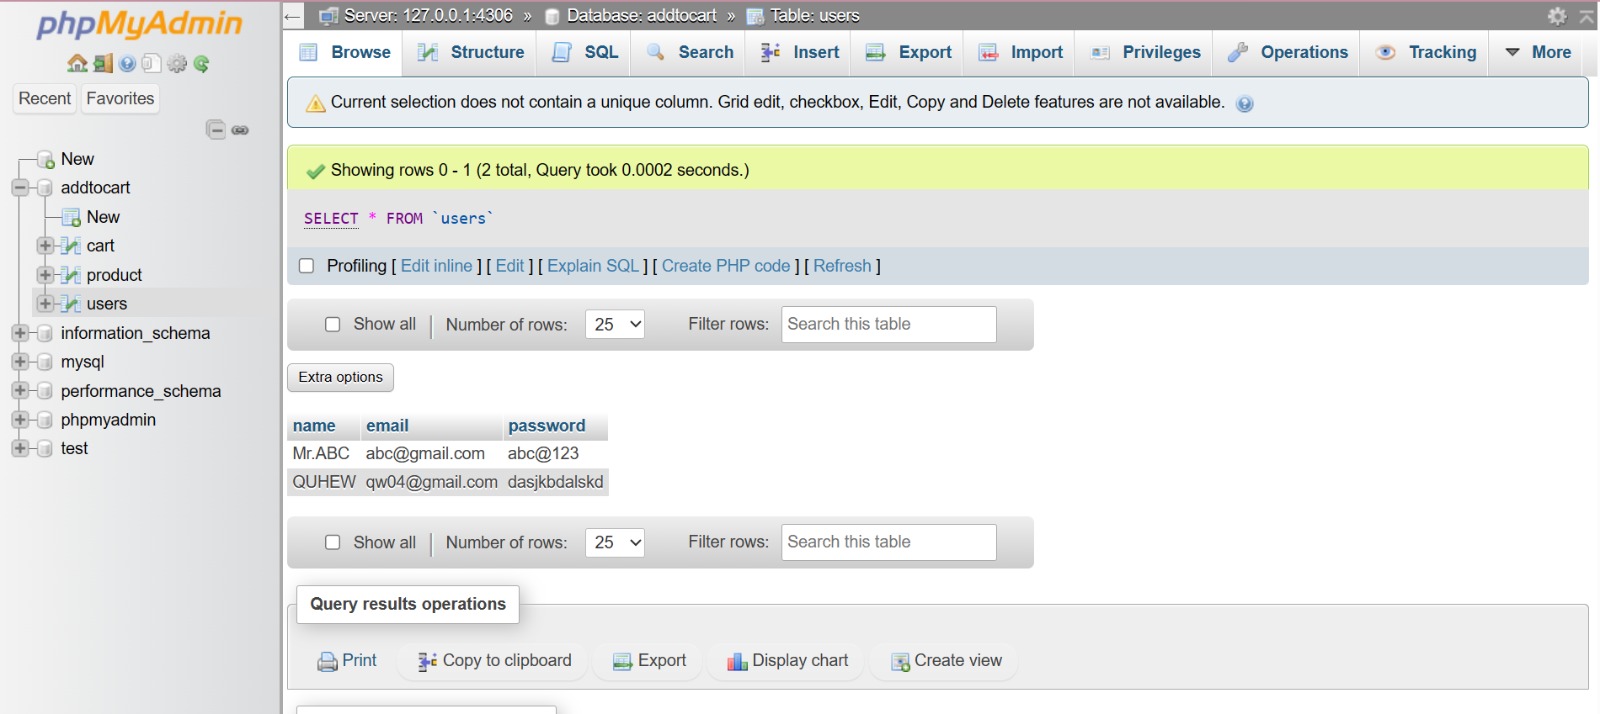 phpMyAdmin
Recent Favorites
New
addtocart
New
cart
product
users
information_schema
mysql
performance_schema
phpmyadmin
test
Server: 127.0.0.1:4306 » Database: addtocart » Table: users
Browse Structure SQL Search Insert Export Import Privileges Operations Tracking More
Current selection does not contain a unique column. Grid edit, checkbox, Edit, Copy and Delete features are not available.
Showing rows 0 - 1 (2 total, Query took 0.0002 seconds.)
SELECT * FROM `users`
Profiling [ Edit inline ] [ Edit ] [ Explain SQL ] [ Create PHP code ] [ Refresh ]
Show all | Number of rows: 25 Filter rows: Search this table
Extra options
name email password
Mr.ABC abc@gmail.com abc@123
QUHEW qw04@gmail.com dasjkbdalskd
Show all | Number of rows: 25 Filter rows: Search this table
Query results operations
Print Copy to clipboard Export Display chart Create view